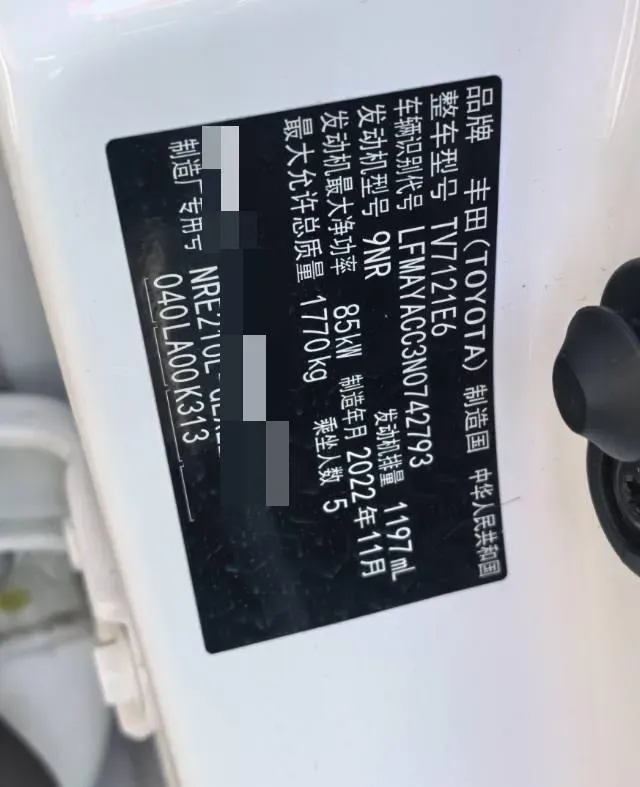 品牌 丰田(TOYOTA) 制造国 中华人民共和国
整车型号 TV7121E6
车辆识别代号 LFMAYACC3N0742793
发动机型号 9NR 发动机排量 1197mL
发动机最大净功率 85kW 制造年月 2022年11月
最大允许总质量 1770kg 乘坐人数 5
制造厂专用号
040 1LA00 K313